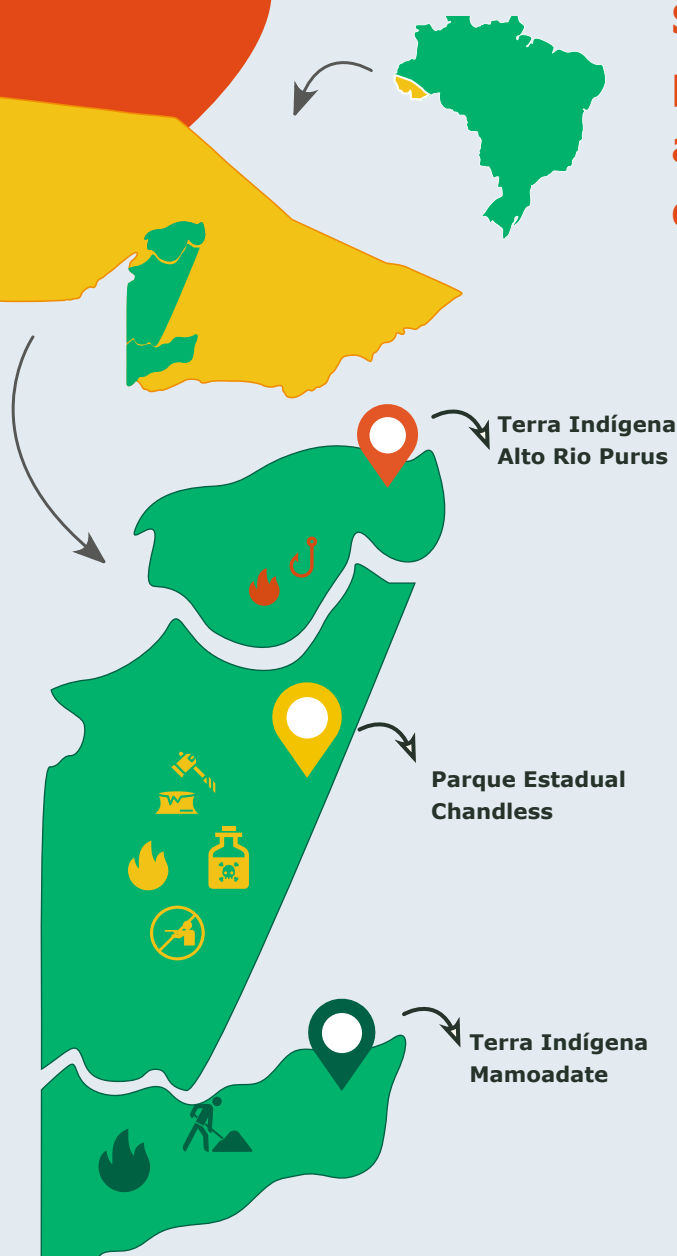 Terra Indígena
Alto Rio Purus
Parque Estadual
Chandless
Terra Indígena
Mamoadate